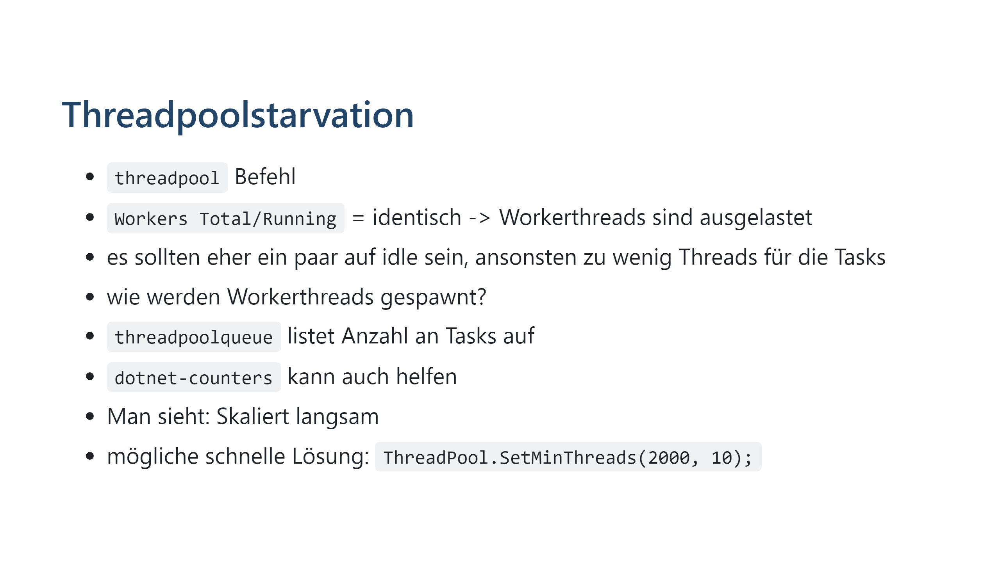 Threadpoolstarvation
threadpool Befehl
Workers Total/Running = identisch -> Workerthreads sind ausgelastet
es sollten eher ein paar auf idle sein, ansonsten zu wenig Threads für die Tasks
wie werden Workerthreads gespawnt?
threadpoolqueue listet Anzahl an Tasks auf
dotnet-counters kann auch helfen
Man sieht: Skaliert langsam
mögliche schnelle Lösung: ThreadPool.SetMinThreads(2000, 10);